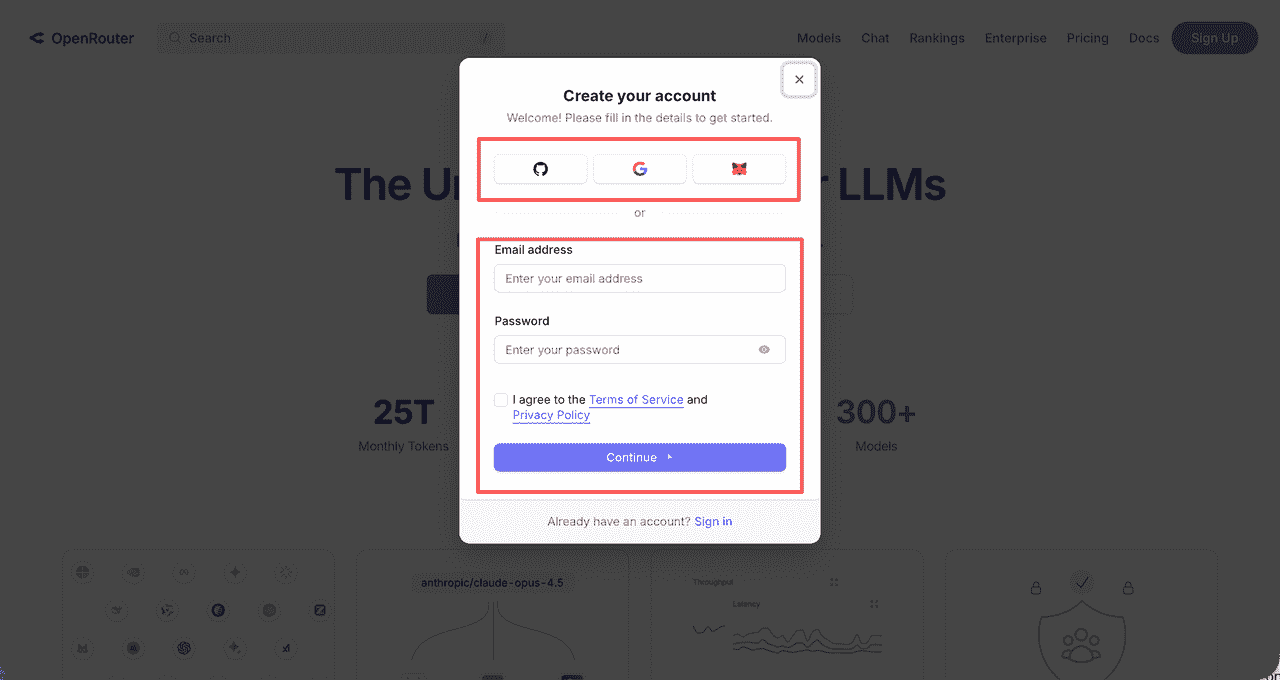 OpenRouter
Search
/
Models
Chat
Rankings
Enterprise
Pricing
Docs
Sign Up
Create your account
Welcome! Please fill in the details to get started.
The Un
r LLMs
or
Email address
Enter your email address
Password
Enter your password
I agree to the Terms of Service and
Privacy Policy
25T
Monthly Tokens
300+
Models
Continue
Already have an account? Sign in
anthropic/claude-opus-4.5
Throughput
Latency